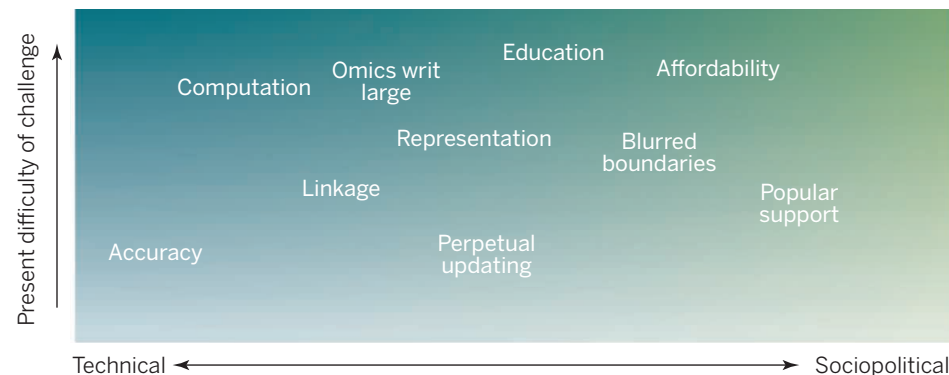 Present difficulty of challenge
Education
Omics writ
large
Affordability
Computation
Representation
Blurred
boundaries
Linkage
Popular
support
Accuracy
Perpetual
updating
Technical
Sociopolitical